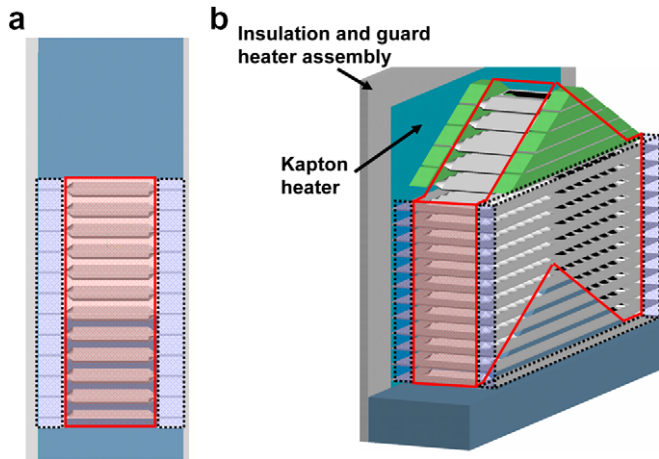 a
b
Insulation and guard
heater assembly
Kapton
heater